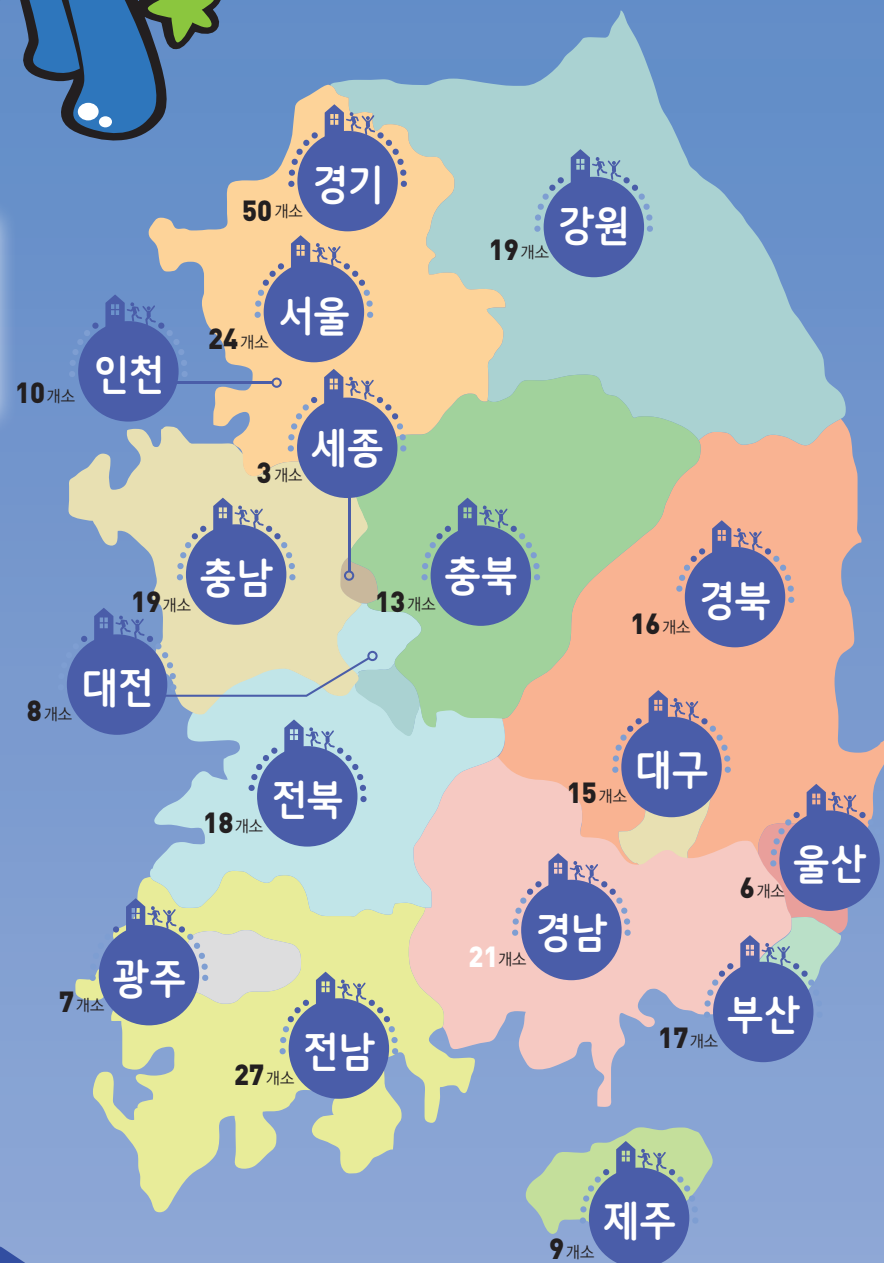 경기
50개소
강원
19개소
서울
24개소
인천
10개소
세종
3개소
충남
19개소
충북
13개소
경북
16개소
대전
8개소
대구
15개소
전북
18개소
울산
6개소
경남
21개소
광주
7개소
부산
17개소
전남
27개소
제주
9개소